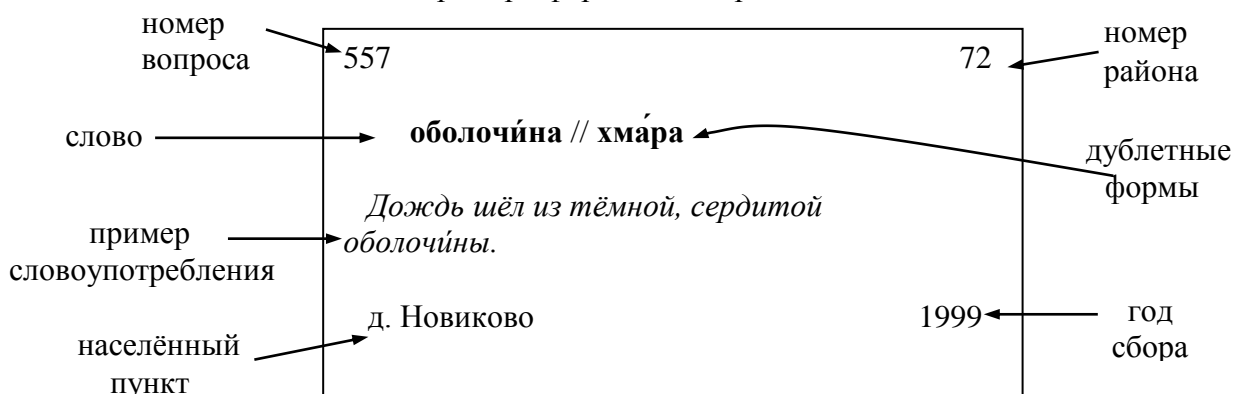 номер
вопроса
557
72
номер
района
слово
оболочи́на // хма́ра
дублетные
формы
Дождь шёл из тёмной, сердитой
оболочи́ны.
пример
словоупотребления
д. Новиково
1999
год
сбора
населённый
пункт